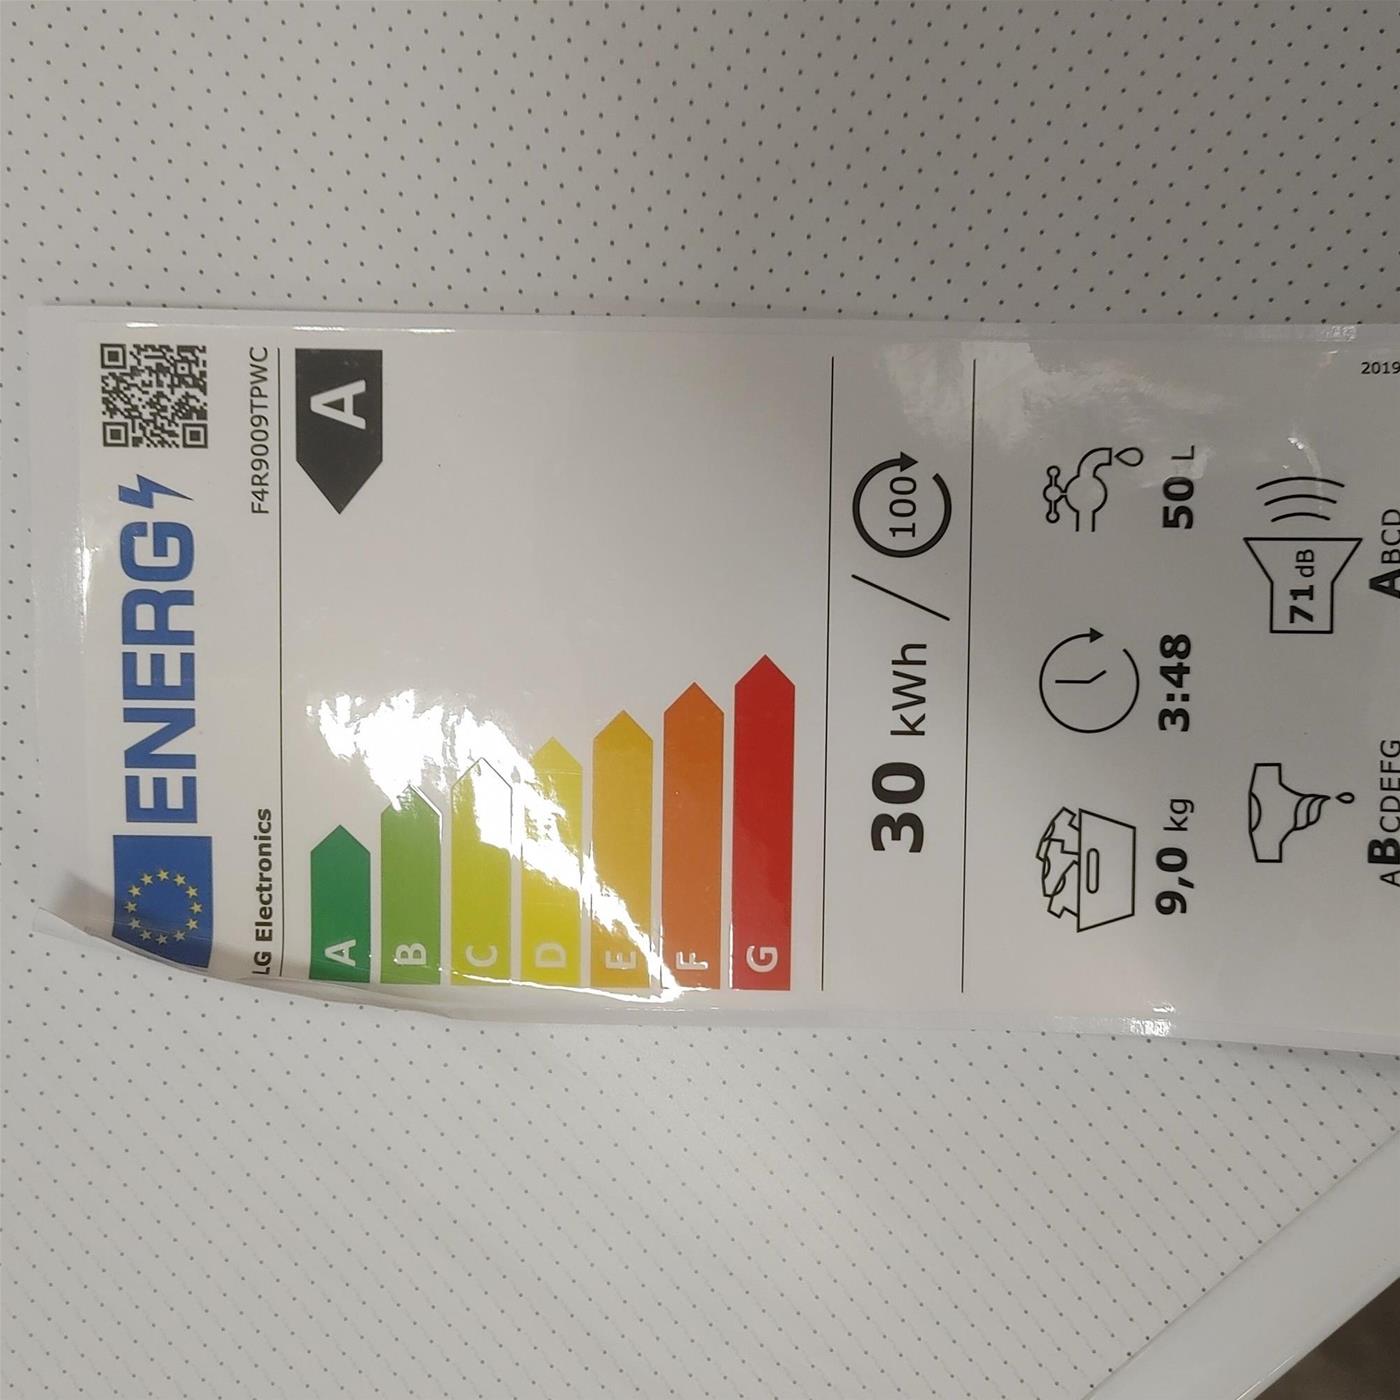 ENERG
LG Electronics
F4R9009TPWC
A
A
B
C
D
E
F
G
30 kWh / 100
9,0 kg
3:48
50 L
71 dB
ABCDEFG
ABCD
2019